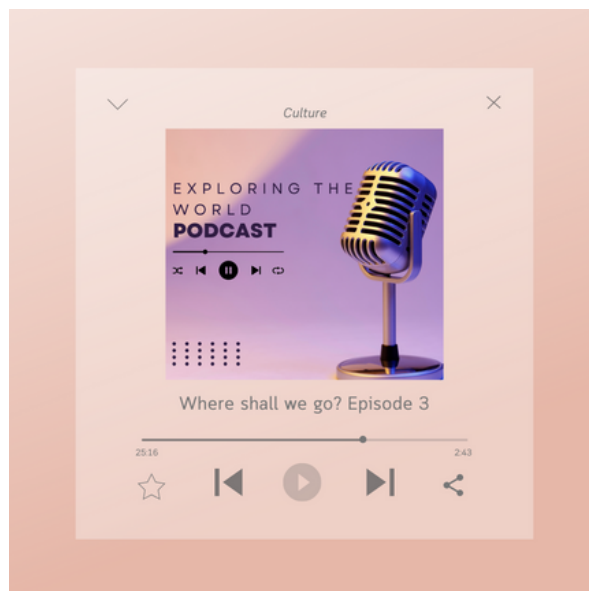 Culture
EXPLORING THE
WORLD
PODCAST
Where shall we go? Episode 3
25:16
2:43